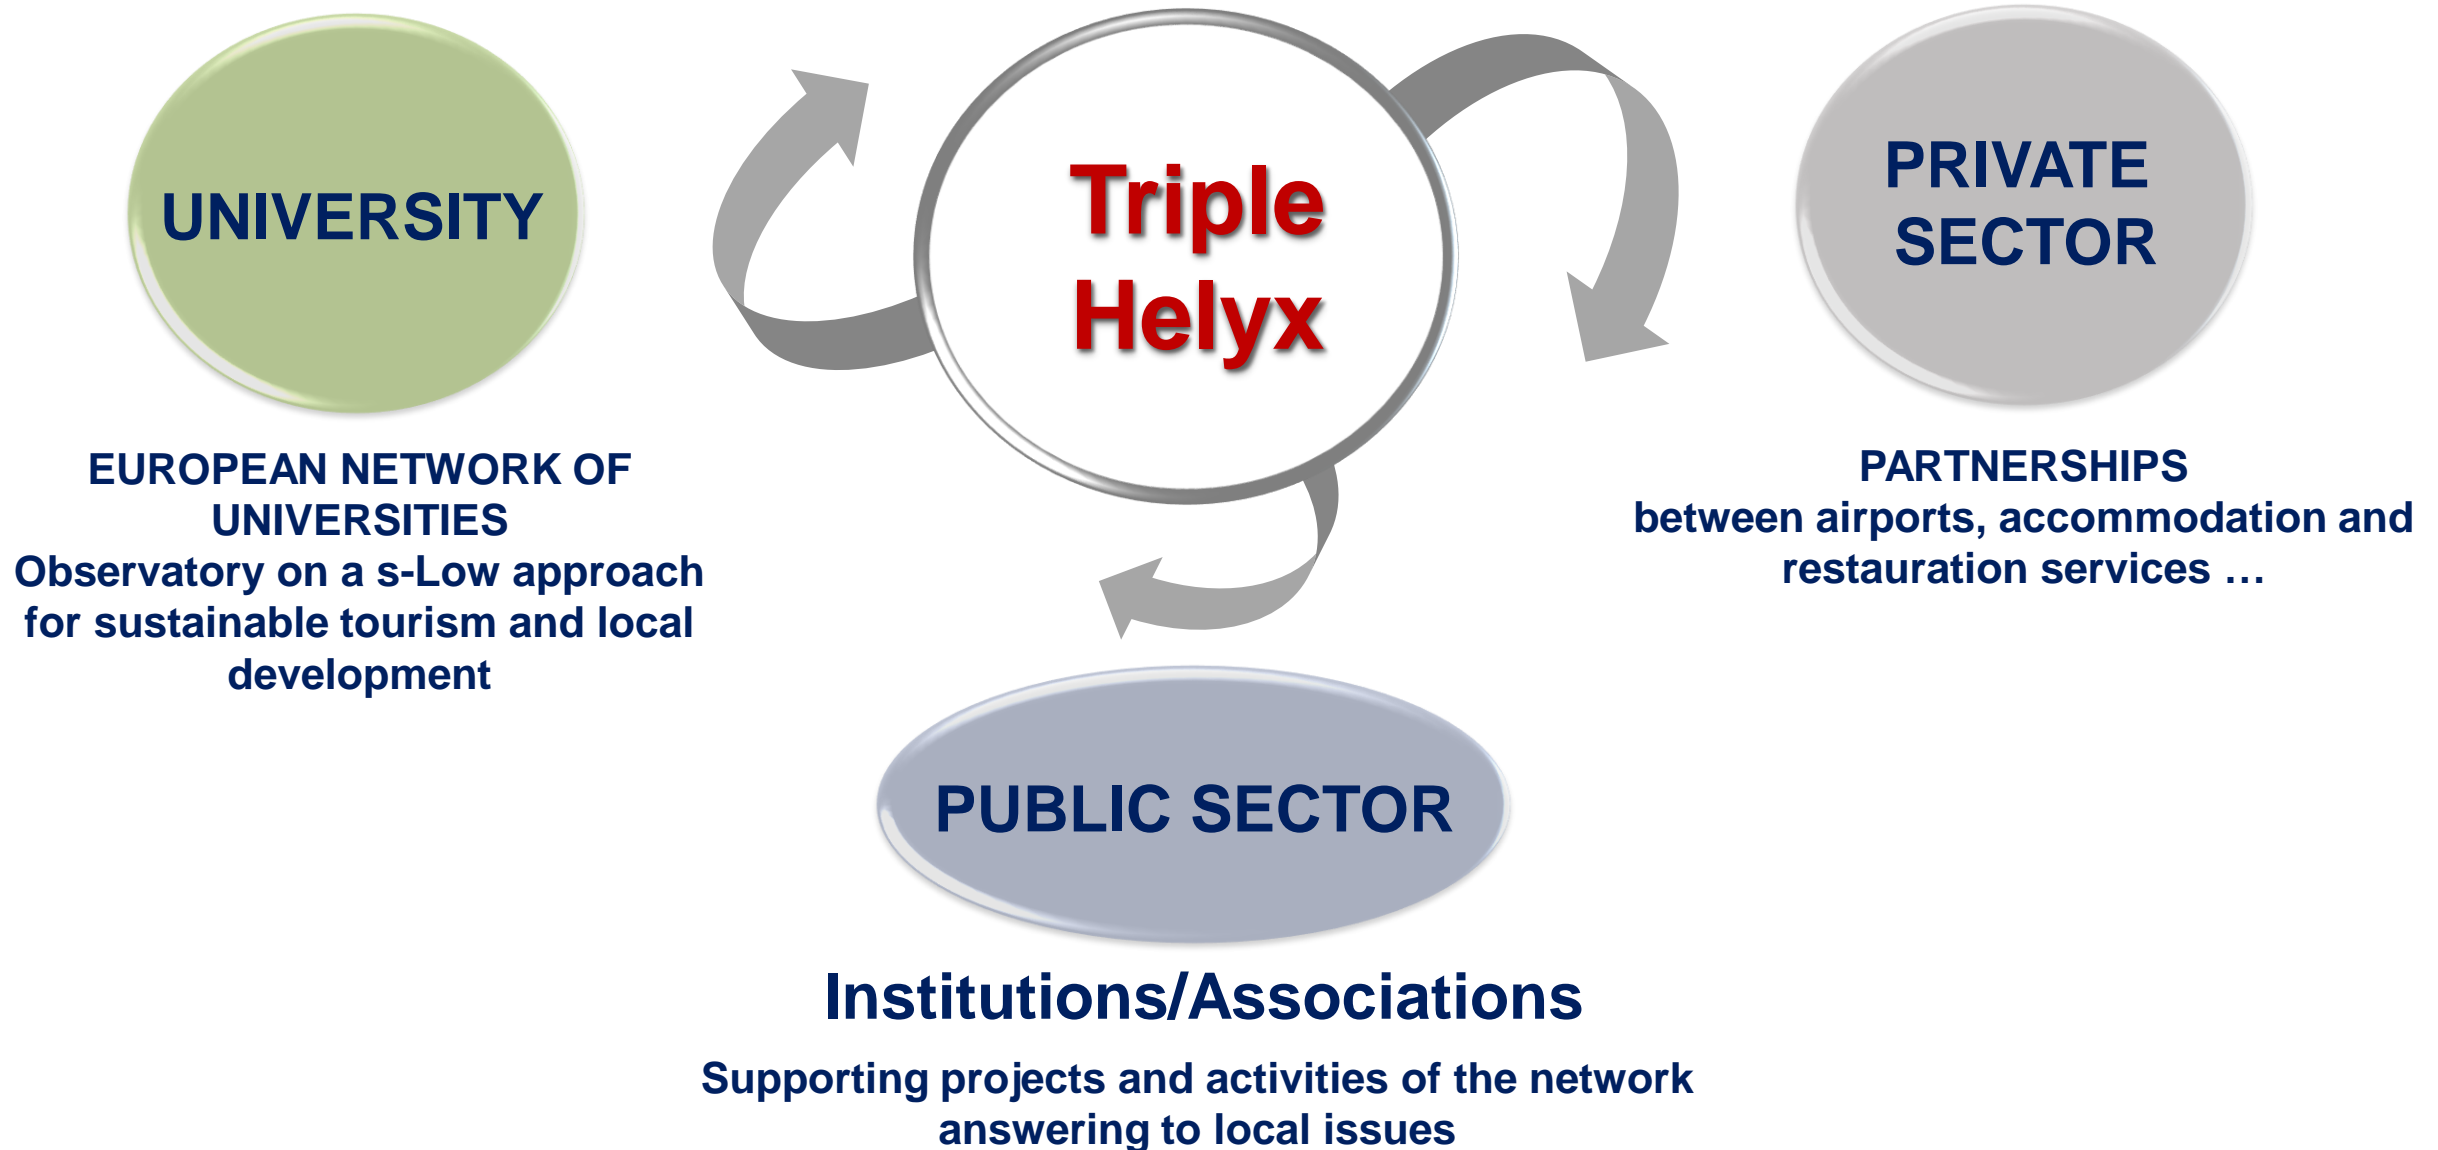 UNIVERSITY
EUROPEAN NETWORK OF
UNIVERSITIES
Observatory on a s-Low approach
for sustainable tourism and local
development
Triple
Helyx
PRIVATE
SECTOR
PARTNERSHIPS
between airports, accommodation and
restauration services …
PUBLIC SECTOR
Institutions/Associations
Supporting projects and activities of the network
answering to local issues